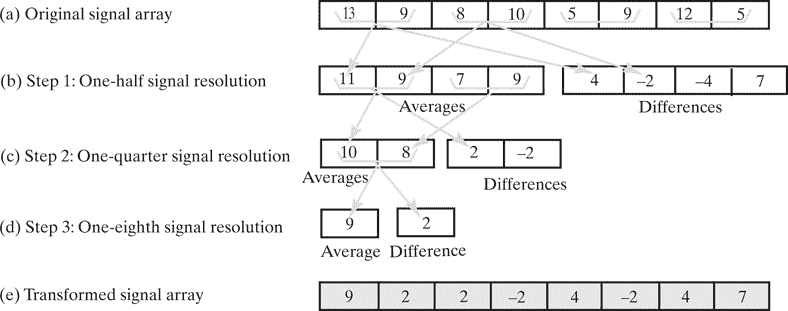 (a) Original signal array 13 9 8 10 5 9 12 5
(b) Step 1: One-half signal resolution 11 9 7 9 4 –2 –4 7
Averages Differences
(c) Step 2: One-quarter signal resolution 10 8 2 –2
Averages Differences
(d) Step 3: One-eighth signal resolution 9 2
Average Difference
(e) Transformed signal array 9 2 2 –2 4 –2 4 7